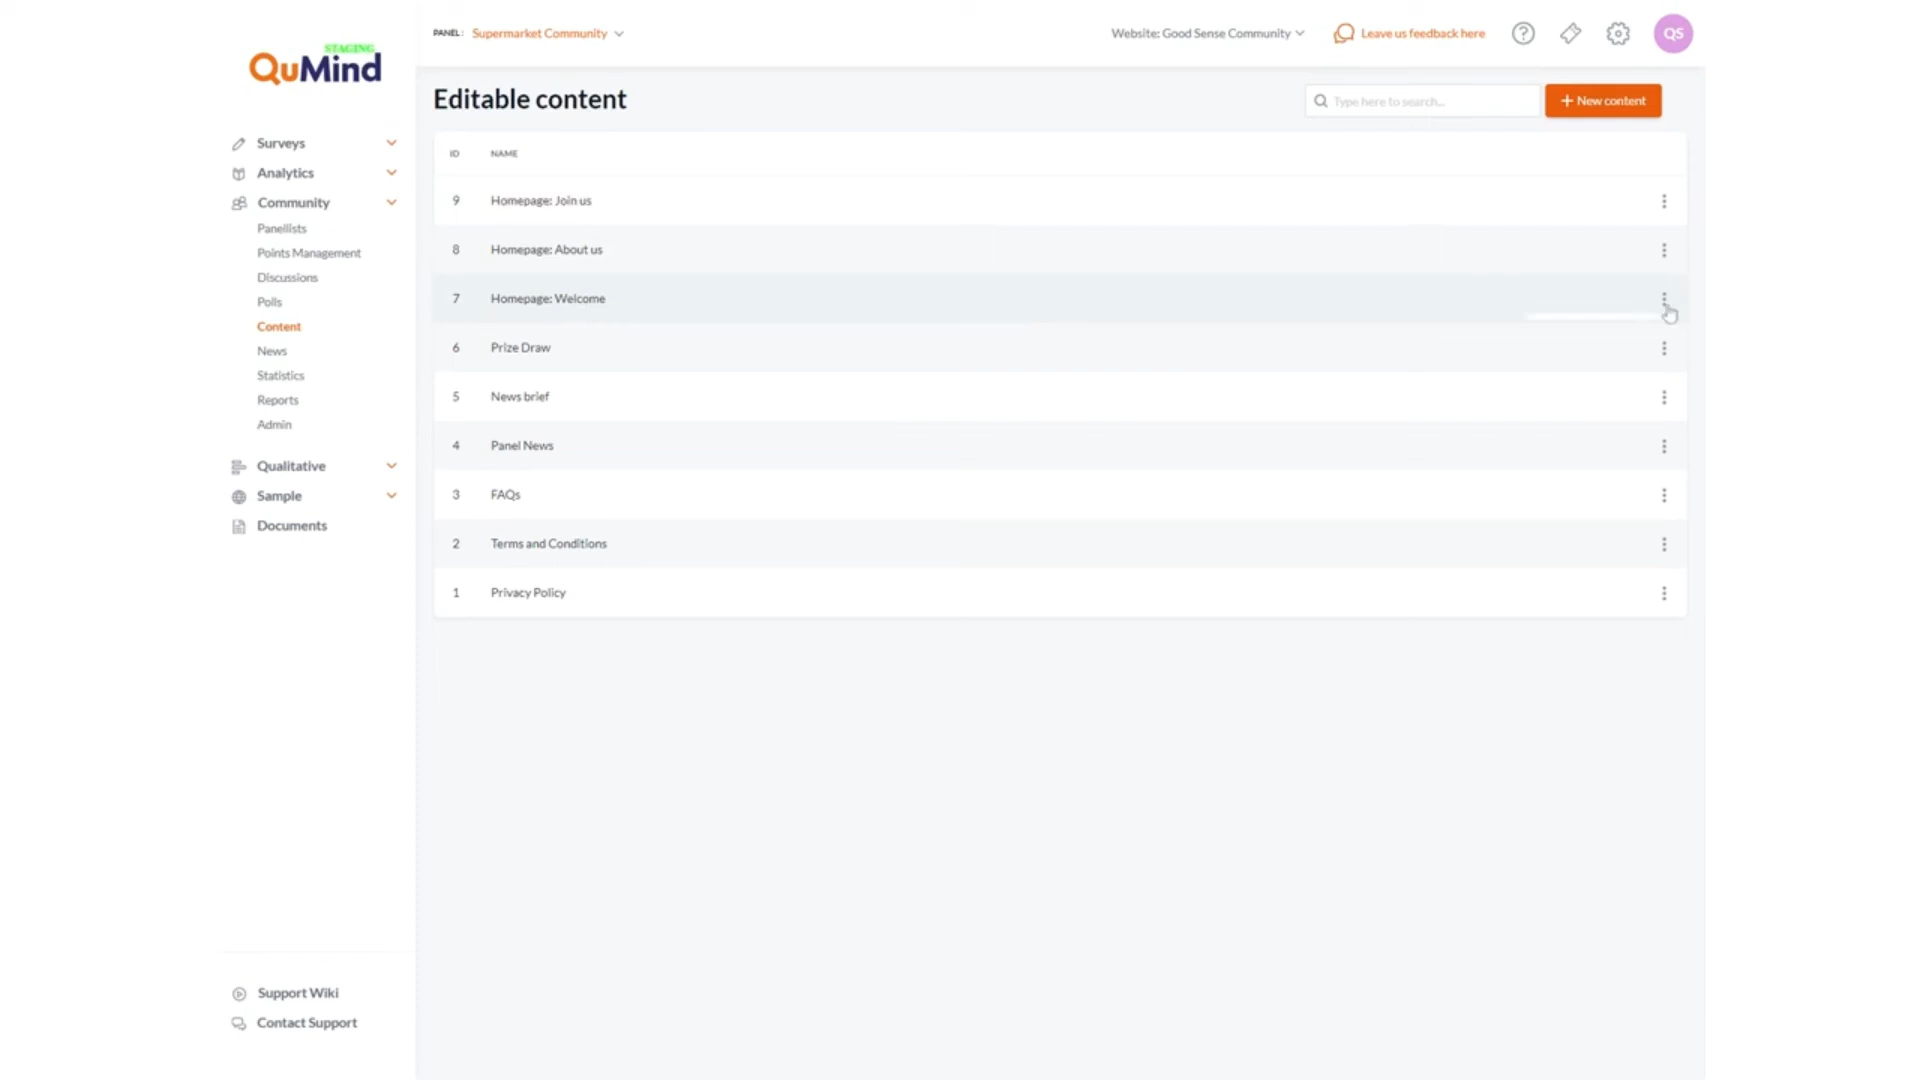 STAGING
QuMind
PANEL: Supermarket Community
Website: Good Sense Community
Leave us feedback here
QS
Editable content
Type here to search...
New content
Surveys
Analytics
Community
Panellists
Points Management
Discussions
Polls
Content
News
Statistics
Reports
Admin
Qualitative
Sample
Documents
Support Wiki
Contact Support
ID NAME
9 Homepage: Join us
8 Homepage: About us
7 Homepage: Welcome
6 Prize Draw
5 News brief
4 Panel News
3 FAQs
2 Terms and Conditions
1 Privacy Policy